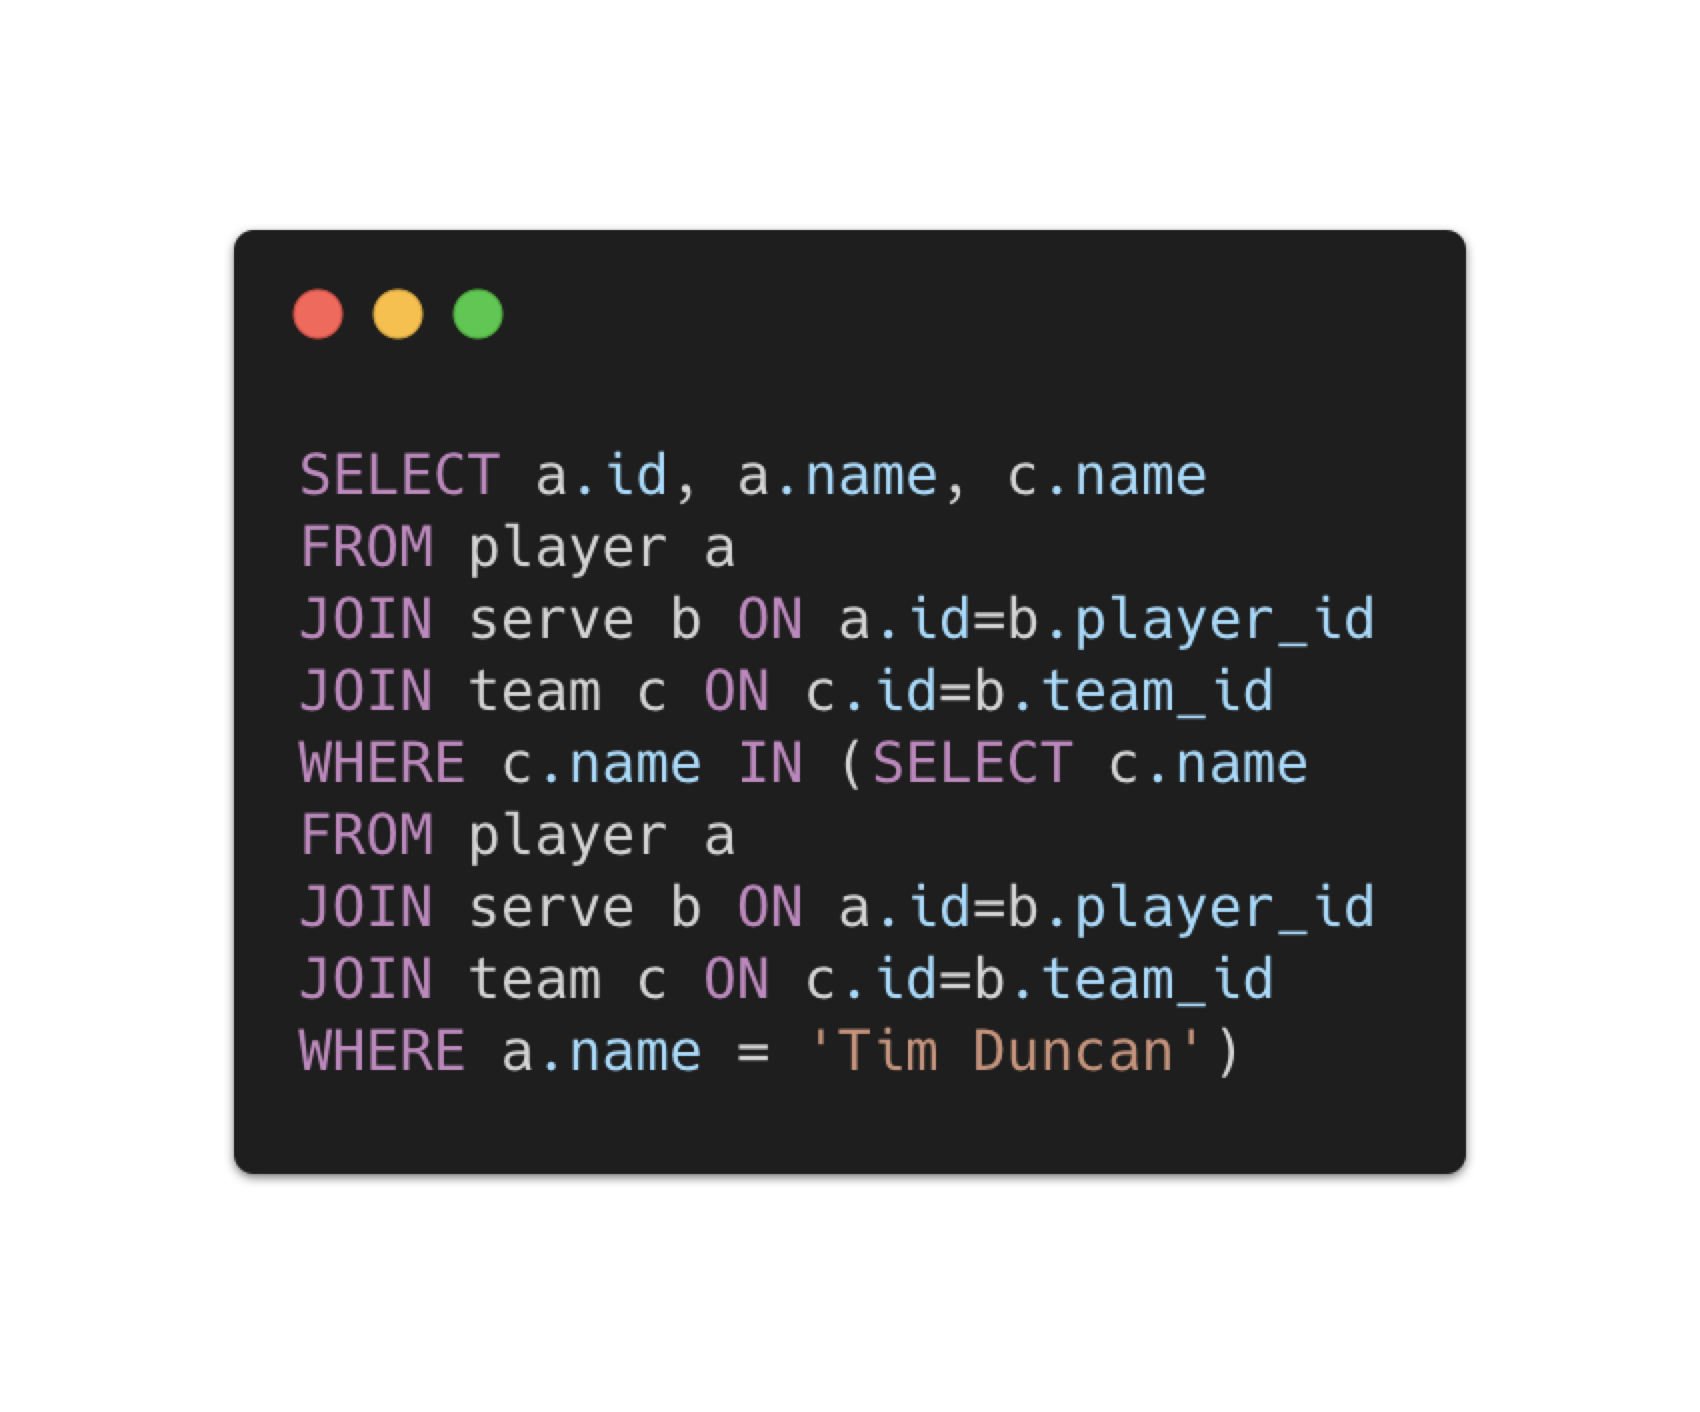 SELECT a.id, a.name, c.name
FROM player a
JOIN serve b ON a.id=b.player_id
JOIN team c ON c.id=b.team_id
WHERE c.name IN (SELECT c.name
FROM player a
JOIN serve b ON a.id=b.player_id
JOIN team c ON c.id=b.team_id
WHERE a.name = 'Tim Duncan')